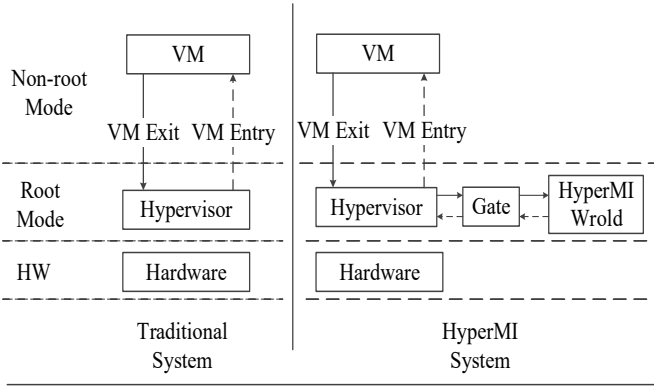 VM
VM
Non-root
Mode
VM Exit VM Entry
VM Exit VM Entry
Root
Mode
Hypervisor
Hypervisor
Gate
HyperMI
Wrold
HW
Hardware
Hardware
Traditional
System
HyperMI
System